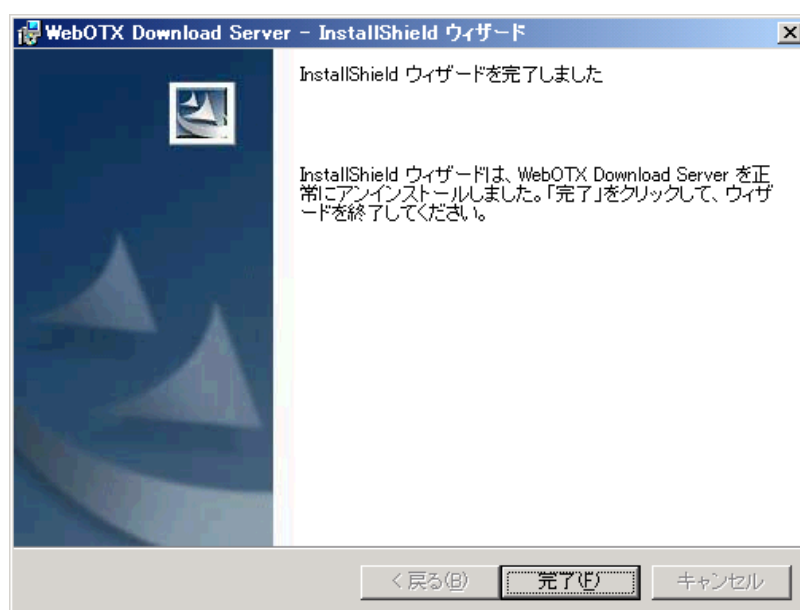 WebOTX Download Server - InstallShield ウィザード
InstallShield ウィザードを完了しました
InstallShield ウィザードは、WebOTX Download Server を正
常にアンインストールしました。「完了」をクリックして、ウィザ
ードを終了してください。
< 戻る(B) 完了(F) キャンセル